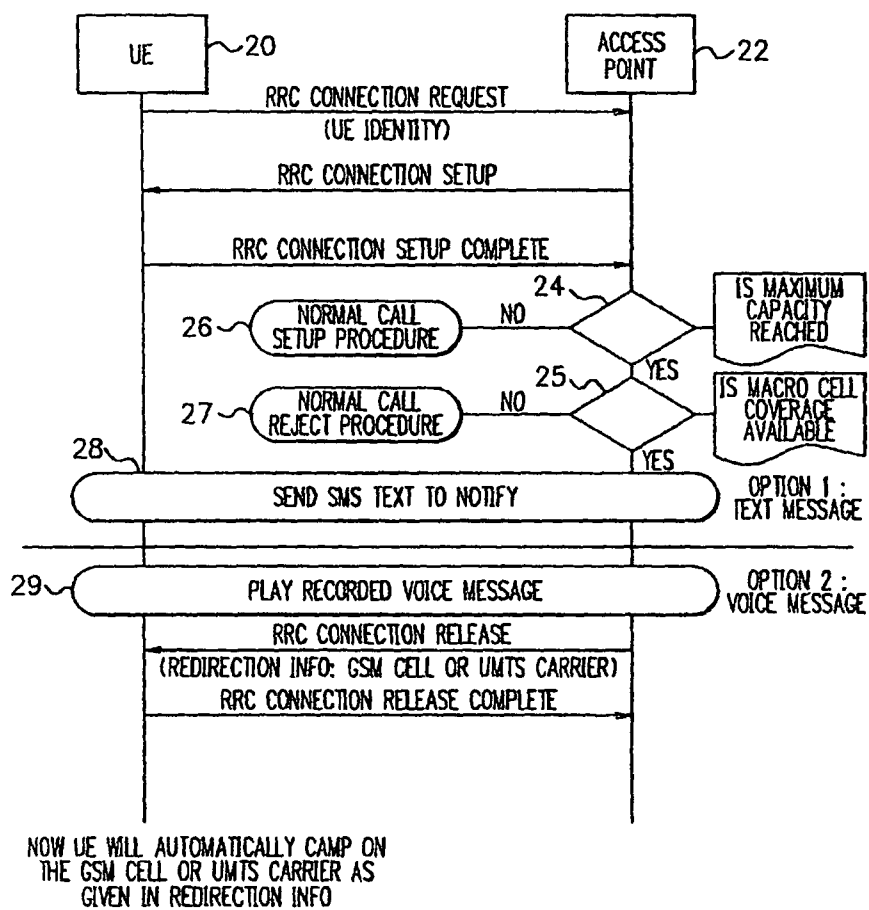 UE
20
ACCESS
POINT
22
RRC CONNECTION REQUEST
(UE IDENTITY)
RRC CONNECTION SETUP
RRC CONNECTION SETUP COMPLETE
24
IS MAXIMUM
CAPACITY
REACHED
26
NORMAL CALL
SETUP PROCEDURE
NO
YES
25
IS MACRO CELL
COVERAGE
AVAILABLE
27
NORMAL CALL
REJECT PROCEDURE
NO
YES
28
SEND SMS TEXT TO NOTIFY
OPTION 1 :
TEXT MESSAGE
29
PLAY RECORDED VOICE MESSAGE
OPTION 2 :
VOICE MESSAGE
RRC CONNECTION RELEASE
(REDIRECTION INFO: GSM CELL OR UMTS CARRIER)
RRC CONNECTION RELEASE COMPLETE
NOW UE WILL AUTOMATICALLY CAMP ON
THE GSM CELL OR UMTS CARRIER AS
GIVEN IN REDIRECTION INFO